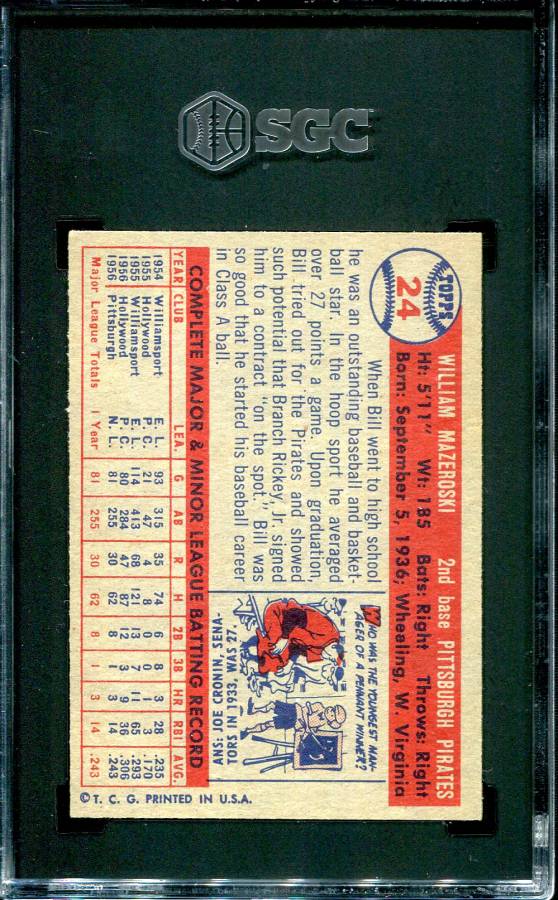 SGC
TOPPS
24
WILLIAM MAZEROSKI 2nd base PITTSBURGH PIRATES
Ht: 5'11" Wt: 185 Bats: Right Throws: Right
Born: September 5, 1936; Wheeling, W. Virginia
When Bill went to high school
he was an outstanding baseball and basket-
ball star. In the hoop sport he averaged
over 27 points a game. Upon graduation,
Bill tried out for the Pirates and showed
such potential that Branch Rickey, Jr. signed
him to a contract "on the spot." Bill was
so good that he started his baseball career
in Class A ball.
WHO WAS THE YOUNGEST MAN-
AGER OF A PENNANT WINNER?
ANS: JOE CRONIN, SENA-
TORS IN 1933, WAS 27.
COMPLETE MAJOR & MINOR LEAGUE BATTING RECORD
YEAR CLUB LEA. G AB R H 2B 3B HR RBI AVG.
1954 Williamsport E. L. 93 315 35 74 6 8 3 28 .235
1955 Hollywood P. C. 21 47 4 8 1 3 .170
1955 Williamsport E. L. 114 413 68 121 13 7 11 65 .293
1956 Hollywood P. C. 80 284 47 87 12 3 9 36 .306
1956 Pittsburgh N. L. 81 255 30 62 8 1 3 14 .243
Major League Totals 1 Year 81 255 30 62 8 1 3 14 .243
© T. C. G. PRINTED IN U.S.A.